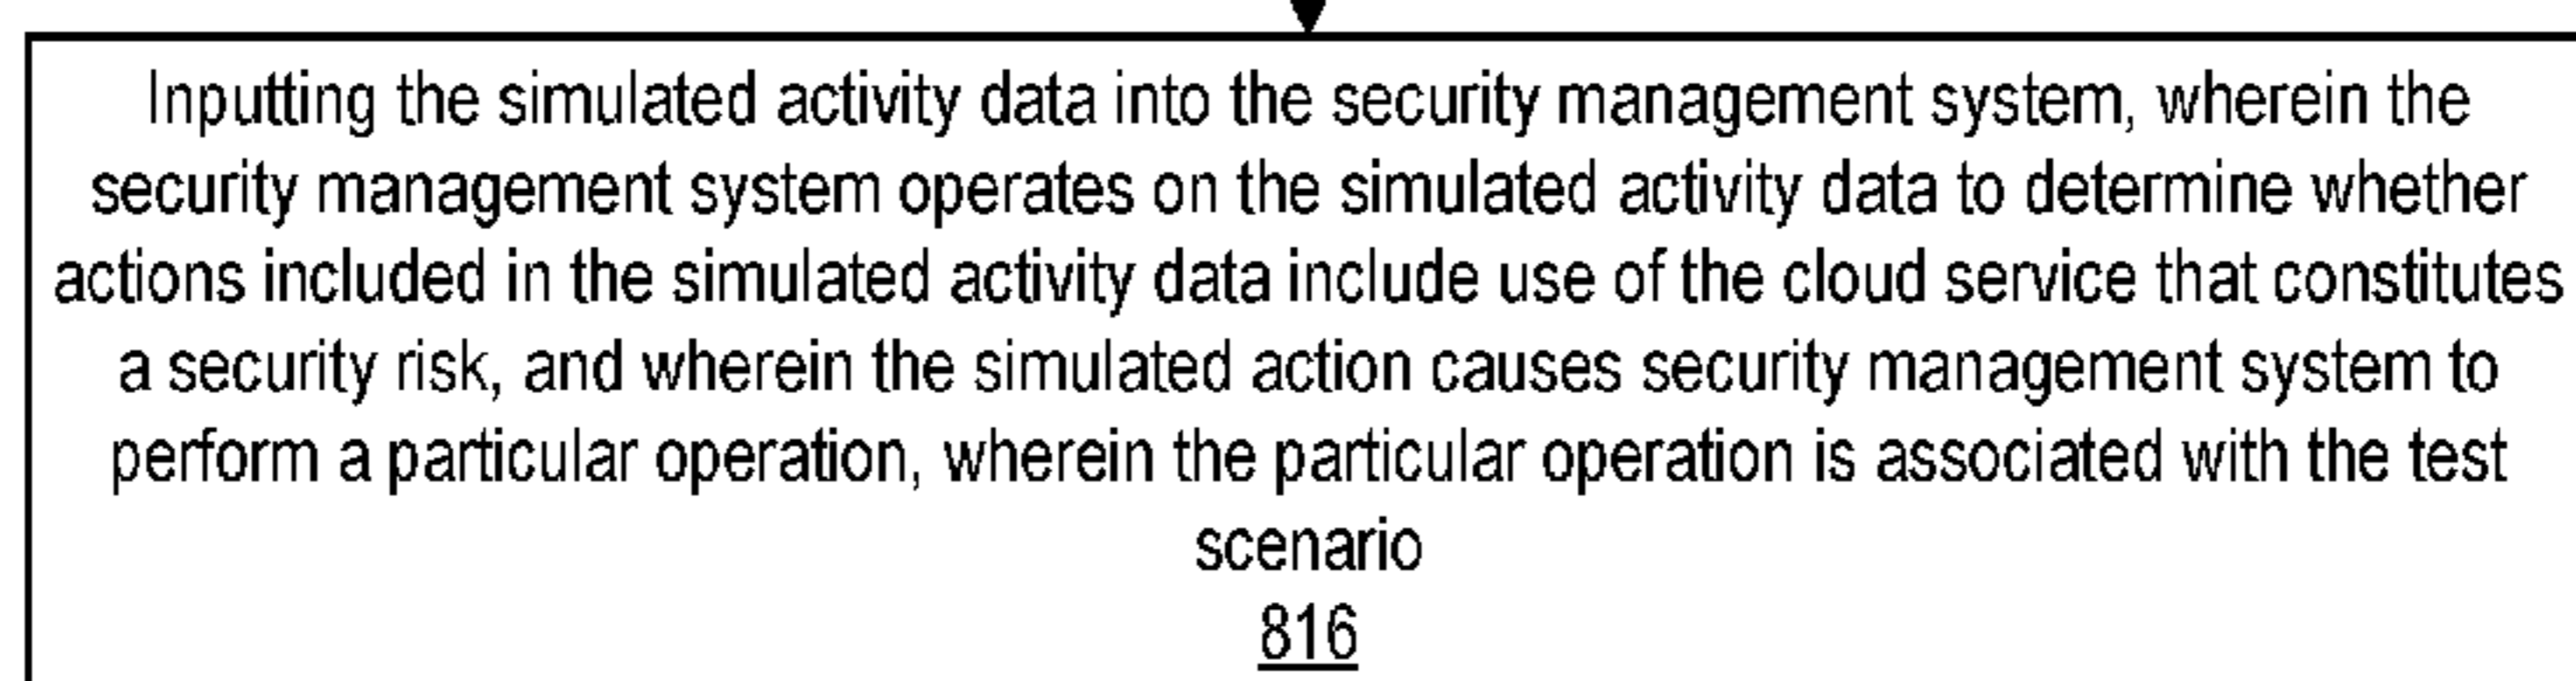 Inputting the simulated activity data into the security management system, wherein the
security management system operates on the simulated activity data to determine whether
actions included in the simulated activity data include use of the cloud service that constitutes
a security risk, and wherein the simulated action causes security management system to
perform a particular operation, wherein the particular operation is associated with the test
scenario
816